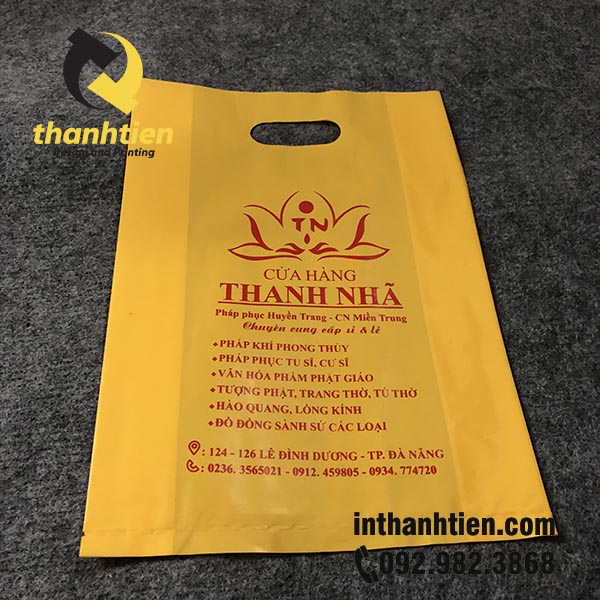 thanhtien
Design and Printing
TN
CỬA HÀNG
THANH NHÃ
Pháp phục Huyền Trang - CN Miền Trung
Chuyên cung cấp sỉ & lẻ
PHÁP KHÍ PHONG THỦY
PHÁP PHỤC TU SĨ, CƯ SĨ
VĂN HÓA PHẨM PHẬT GIÁO
TƯỢNG PHẬT, TRANG THỜ, TỦ THỜ
HÀO QUANG, LỒNG KÍNH
ĐỒ ĐỒNG SÀNH SỨ CÁC LOẠI
: 124 - 126 LÊ ĐÌNH DƯƠNG - TP. ĐÀ NẴNG
: 0236. 3565021 - 0912. 459805 - 0934. 774720
inthanhtien.com
092.982.3868